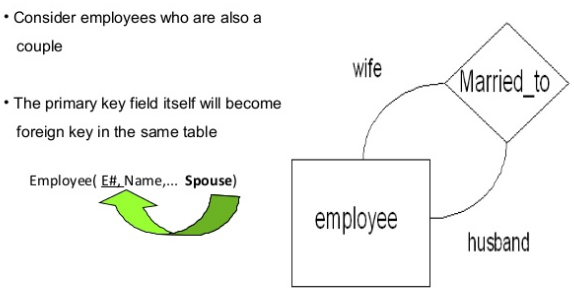 • Consider employees who are also a
couple
• The primary key field itself will become
foreign key in the same table
Employee( E#, Name,... Spouse)
wife
Married_to
employee
husband